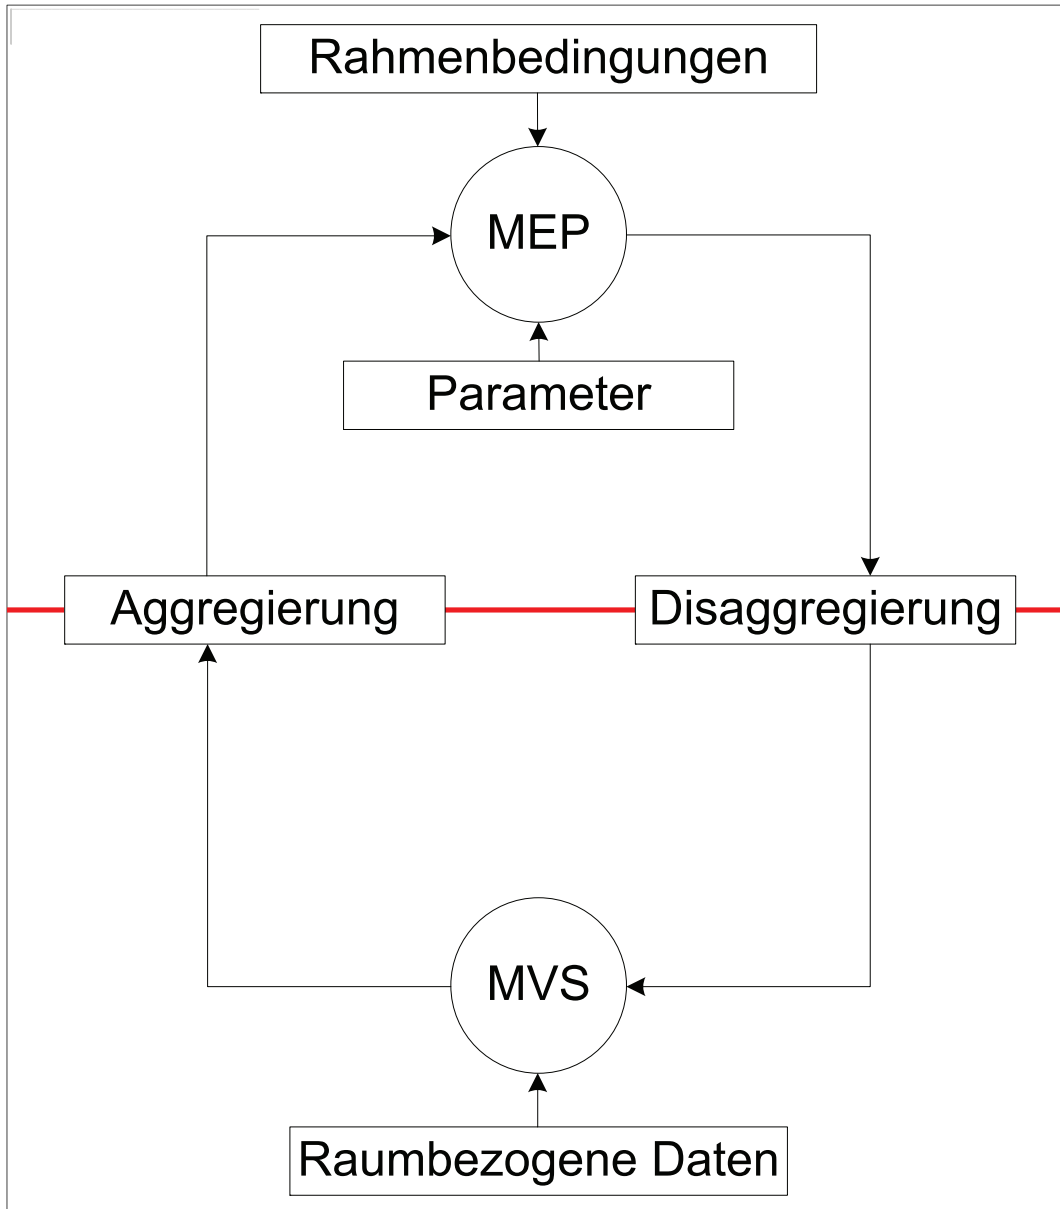 Rahmenbedingungen
MEP
Parameter
Aggregierung
Disaggregierung
MVS
Raumbezogene Daten